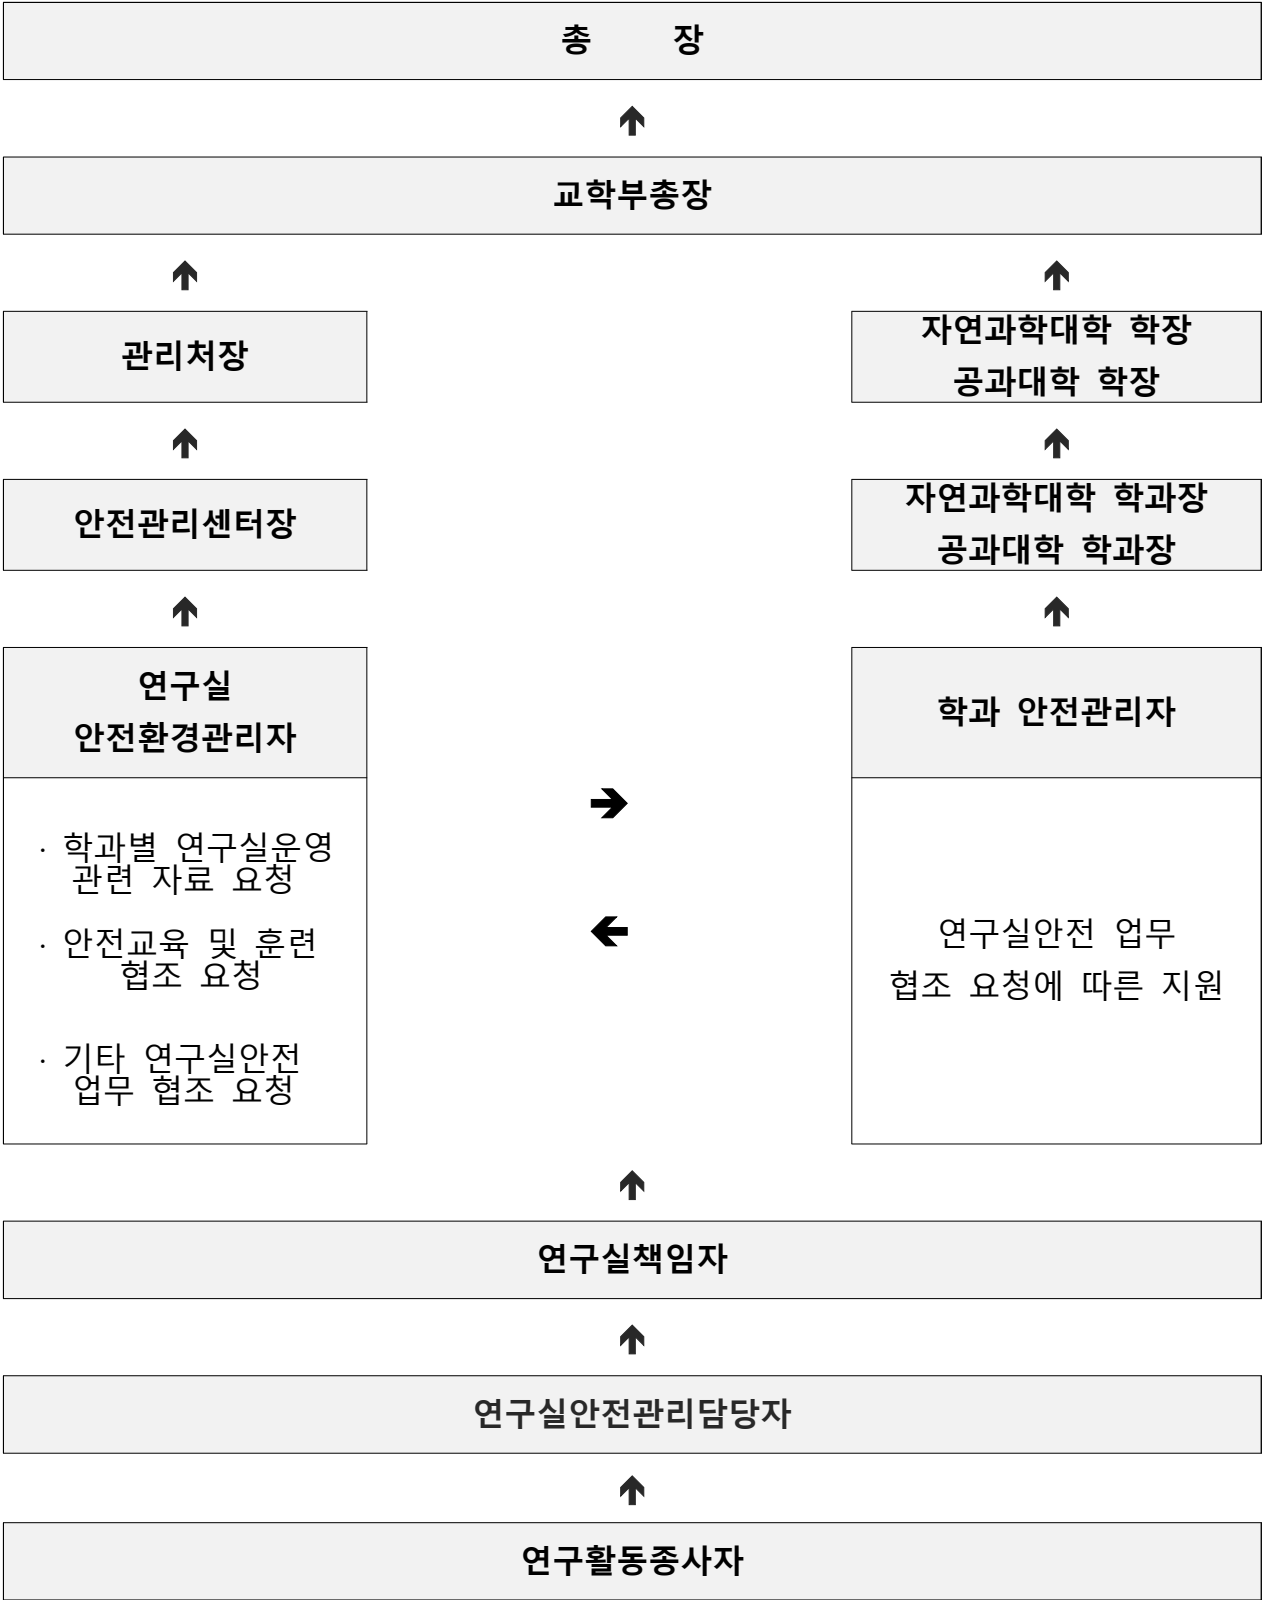 총 장
교학부총장
관리처장
자연과학대학 학장
공과대학 학장
안전관리센터장
자연과학대학 학과장
공과대학 학과장
연구실
안전환경관리자
학과 안전관리자
· 학과별 연구실운영
관련 자료 요청
· 안전교육 및 훈련
협조 요청
· 기타 연구실안전
업무 협조 요청
연구실안전 업무
협조 요청에 따른 지원
연구실책임자
연구실안전관리담당자
연구활동종사자